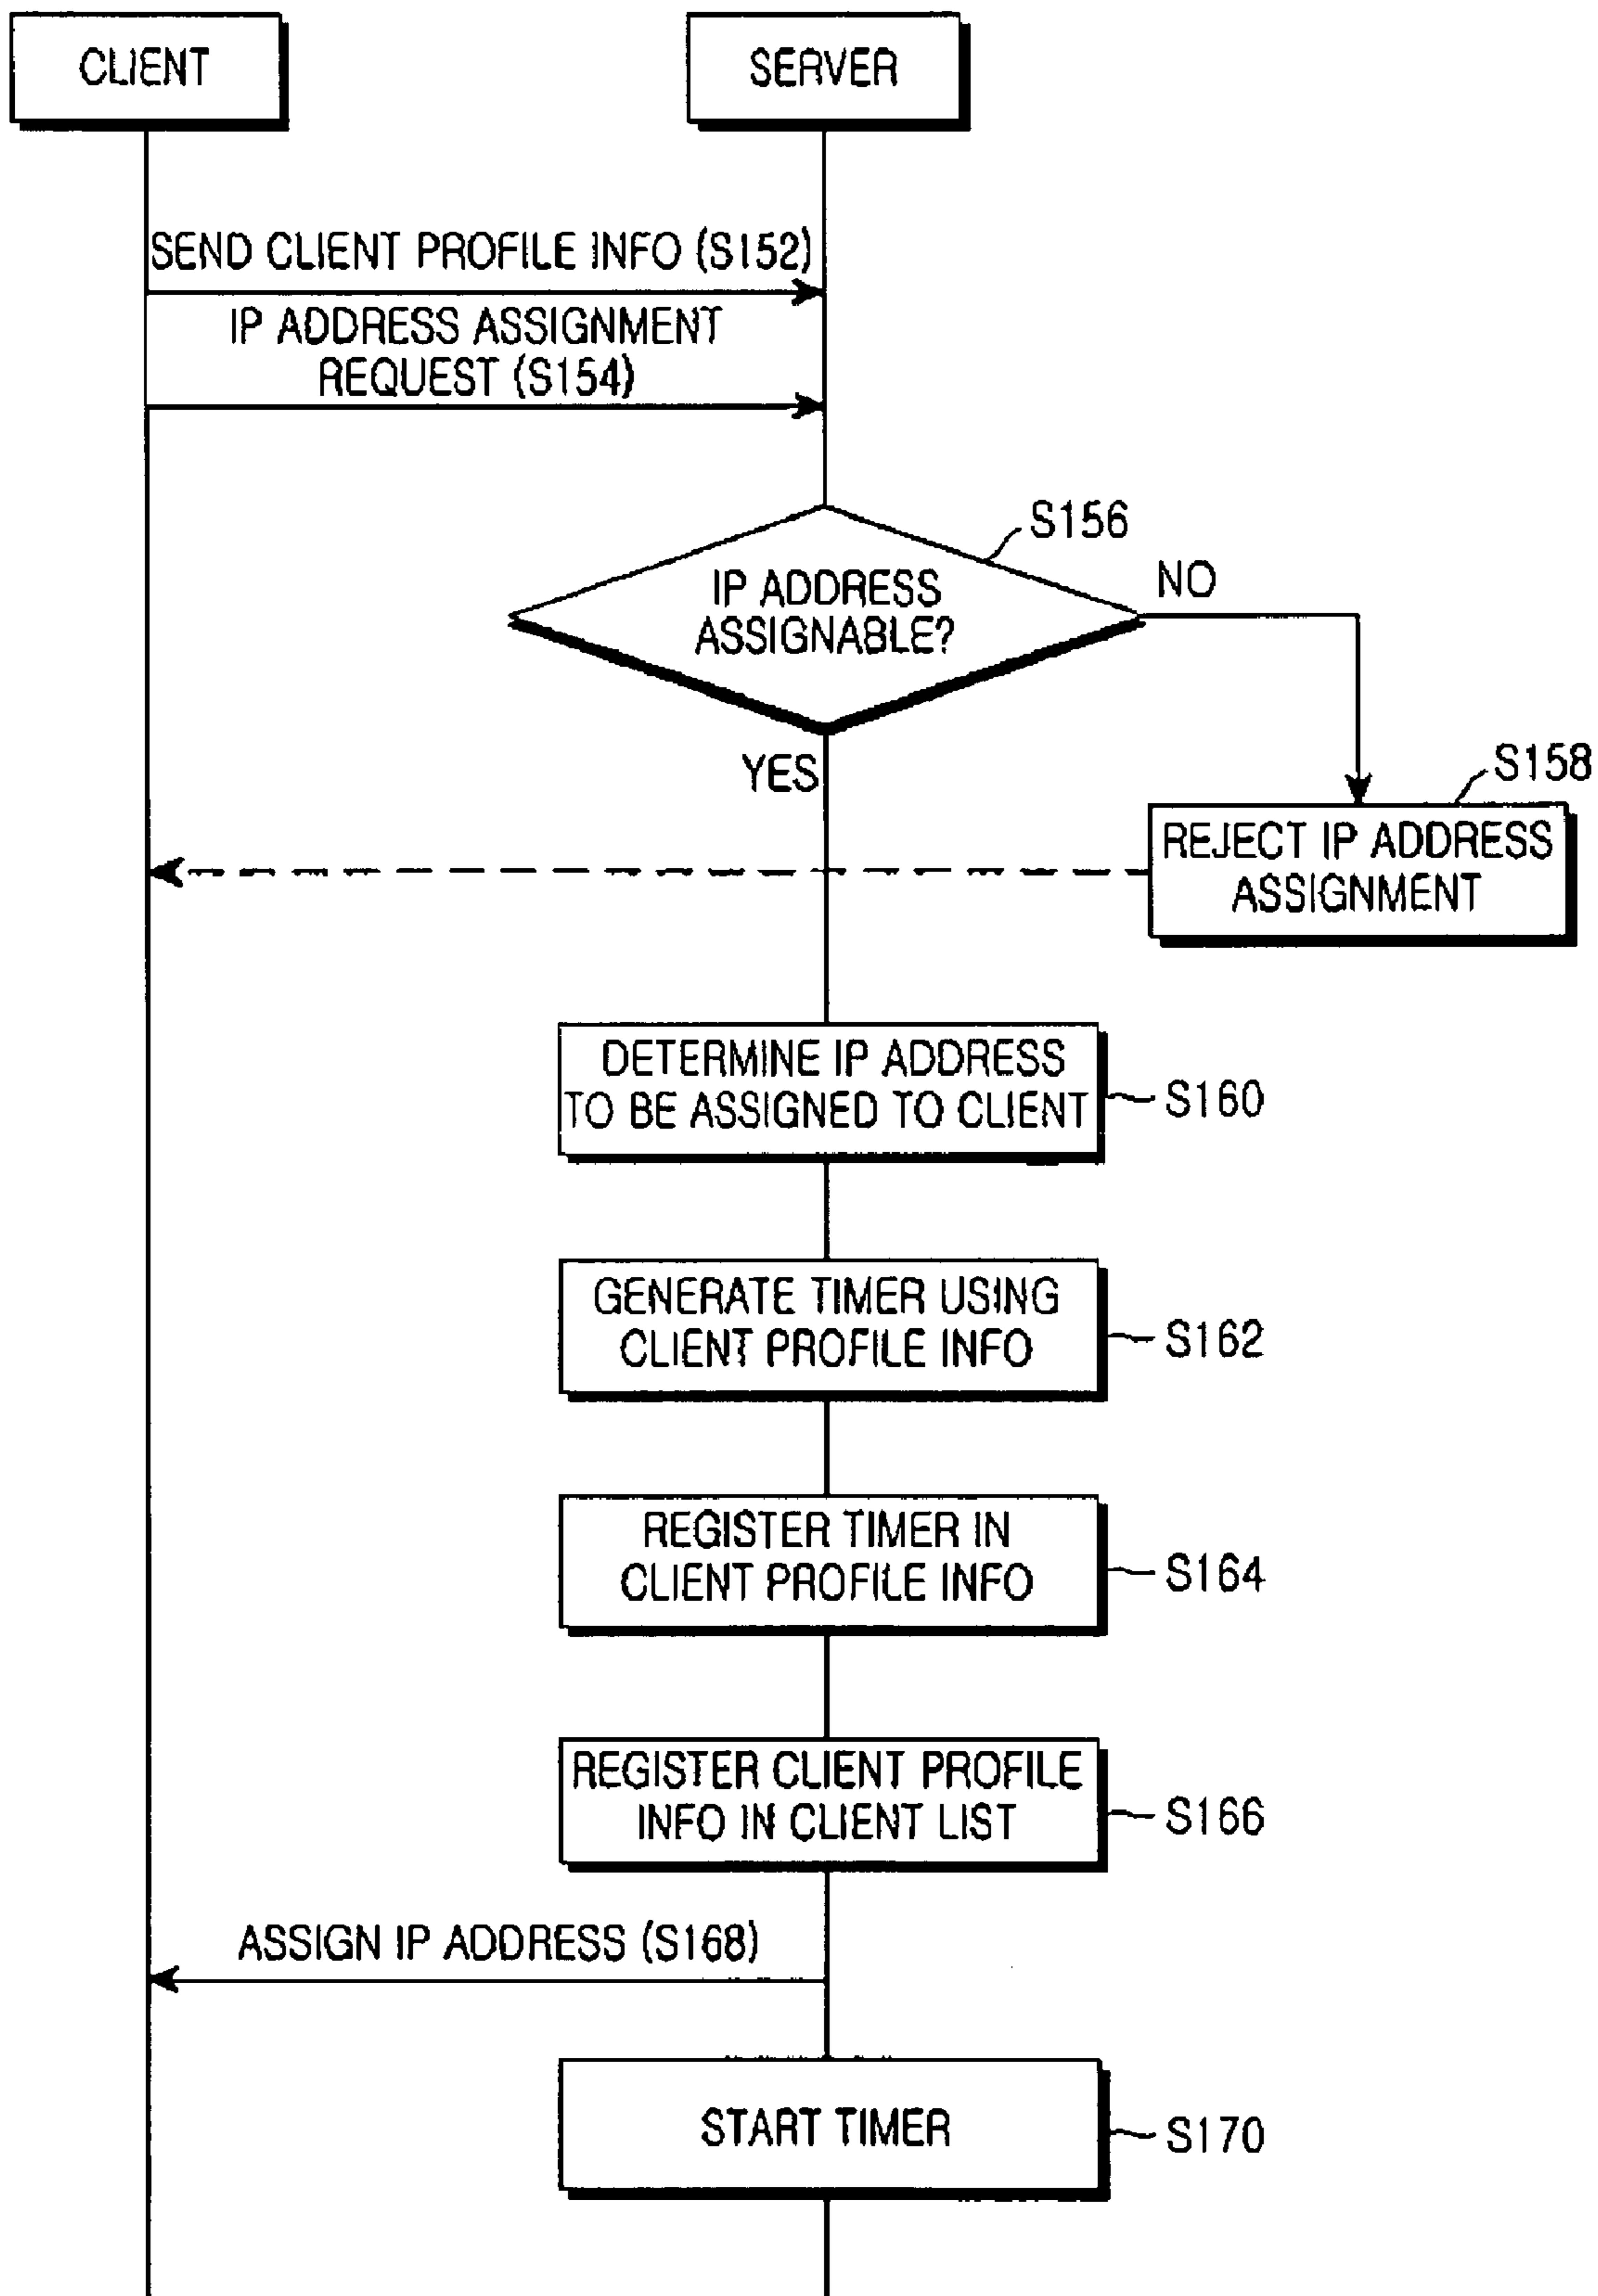 CLIENT
SERVER
SEND CLIENT PROFILE INFO (S152)
IP ADDRESS ASSIGNMENT
REQUEST (S154)
S156
IP ADDRESS
ASSIGNABLE?
NO
YES
S158
REJECT IP ADDRESS
ASSIGNMENT
DETERMINE IP ADDRESS
TO BE ASSIGNED TO CLIENT
S160
GENERATE TIMER USING
CLIENT PROFILE INFO
S162
REGISTER TIMER IN
CLIENT PROFILE INFO
S164
REGISTER CLIENT PROFILE
INFO IN CLIENT LIST
S166
ASSIGN IP ADDRESS (S168)
START TIMER
S170